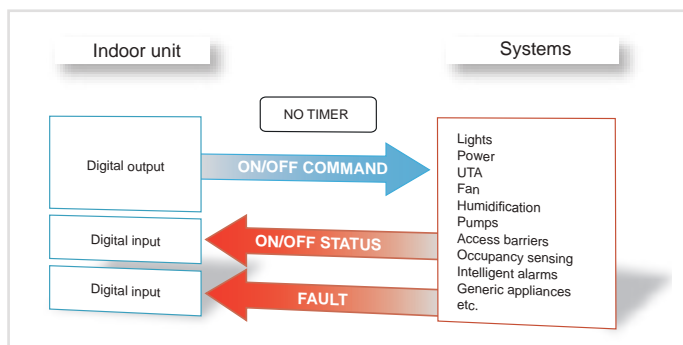 Indoor unit
Systems
NO TIMER
Digital output
ON/OFF COMMAND
Digital input
ON/OFF STATUS
Digital input
FAULT
Lights
Power
UTA
Fan
Humidification
Pumps
Access barriers
Occupancy sensing
Intelligent alarms
Generic appliances
etc.